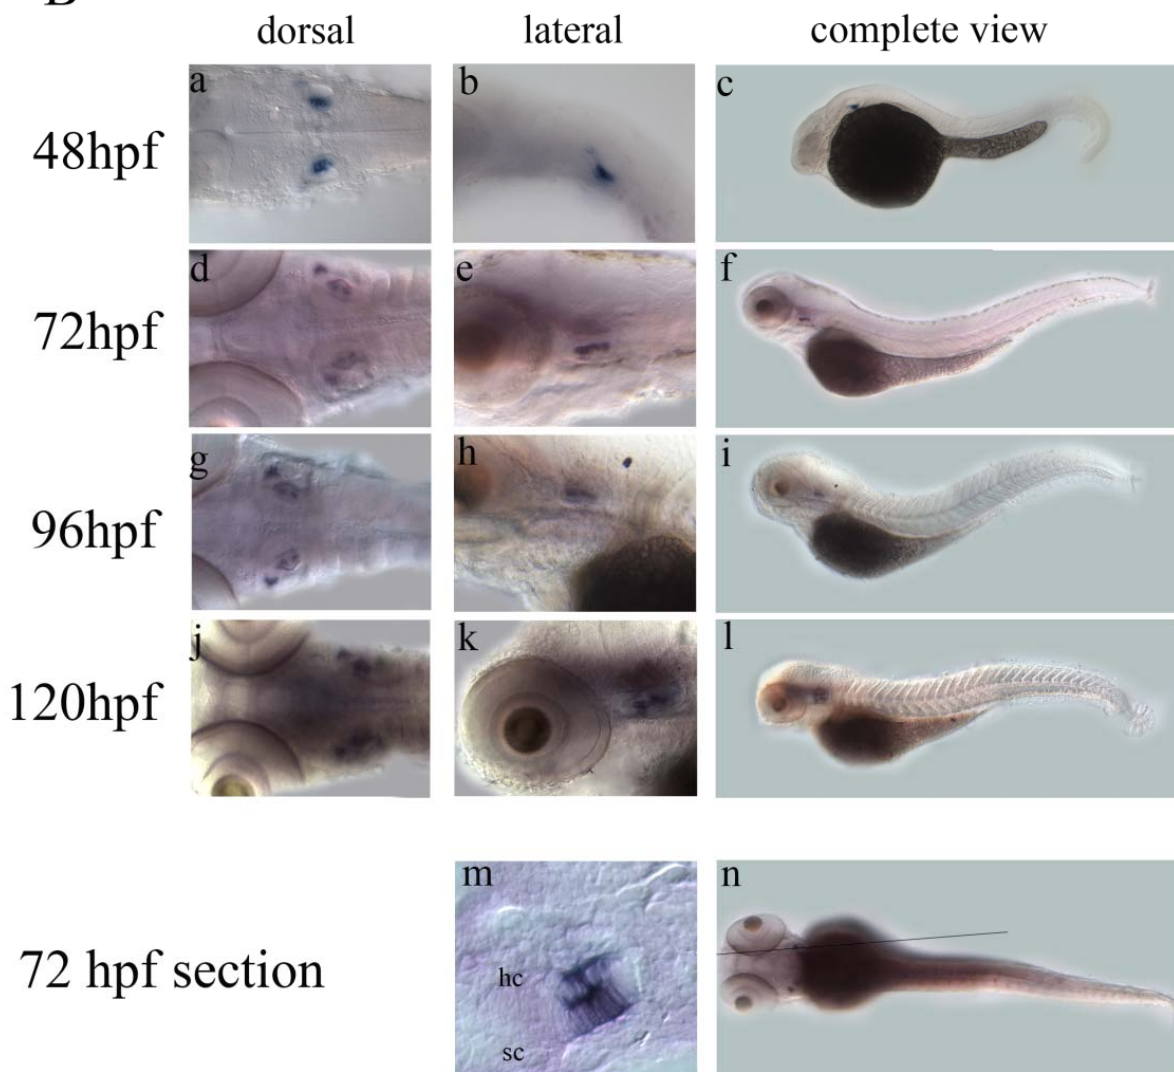 B
dorsal lateral complete view
48hpf a b c
72hpf d e f
96hpf g h i
120hpf j k l
72 hpf section m n
hc
sc